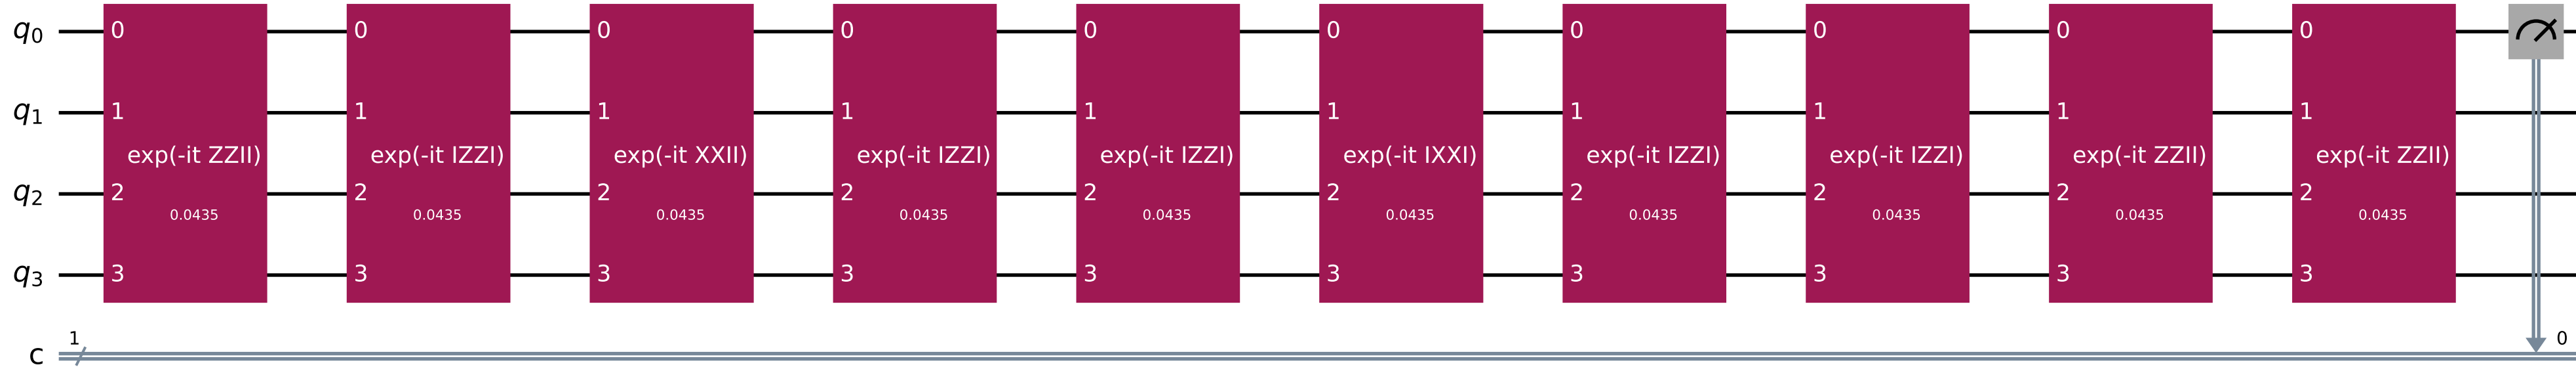 q0 0 0 0 0 0 0 0 0 0 0
q1 1 1 1 1 1 1 1 1 1 1
exp(-it ZZII) exp(-it IZZI) exp(-it XXII) exp(-it IZZI) exp(-it IZZI) exp(-it IXXI) exp(-it IZZI) exp(-it IZZI) exp(-it ZZII) exp(-it ZZII)
q2 2 2 2 2 2 2 2 2 2 2
0.0435 0.0435 0.0435 0.0435 0.0435 0.0435 0.0435 0.0435 0.0435 0.0435
q3 3 3 3 3 3 3 3 3 3 3
1 0
c